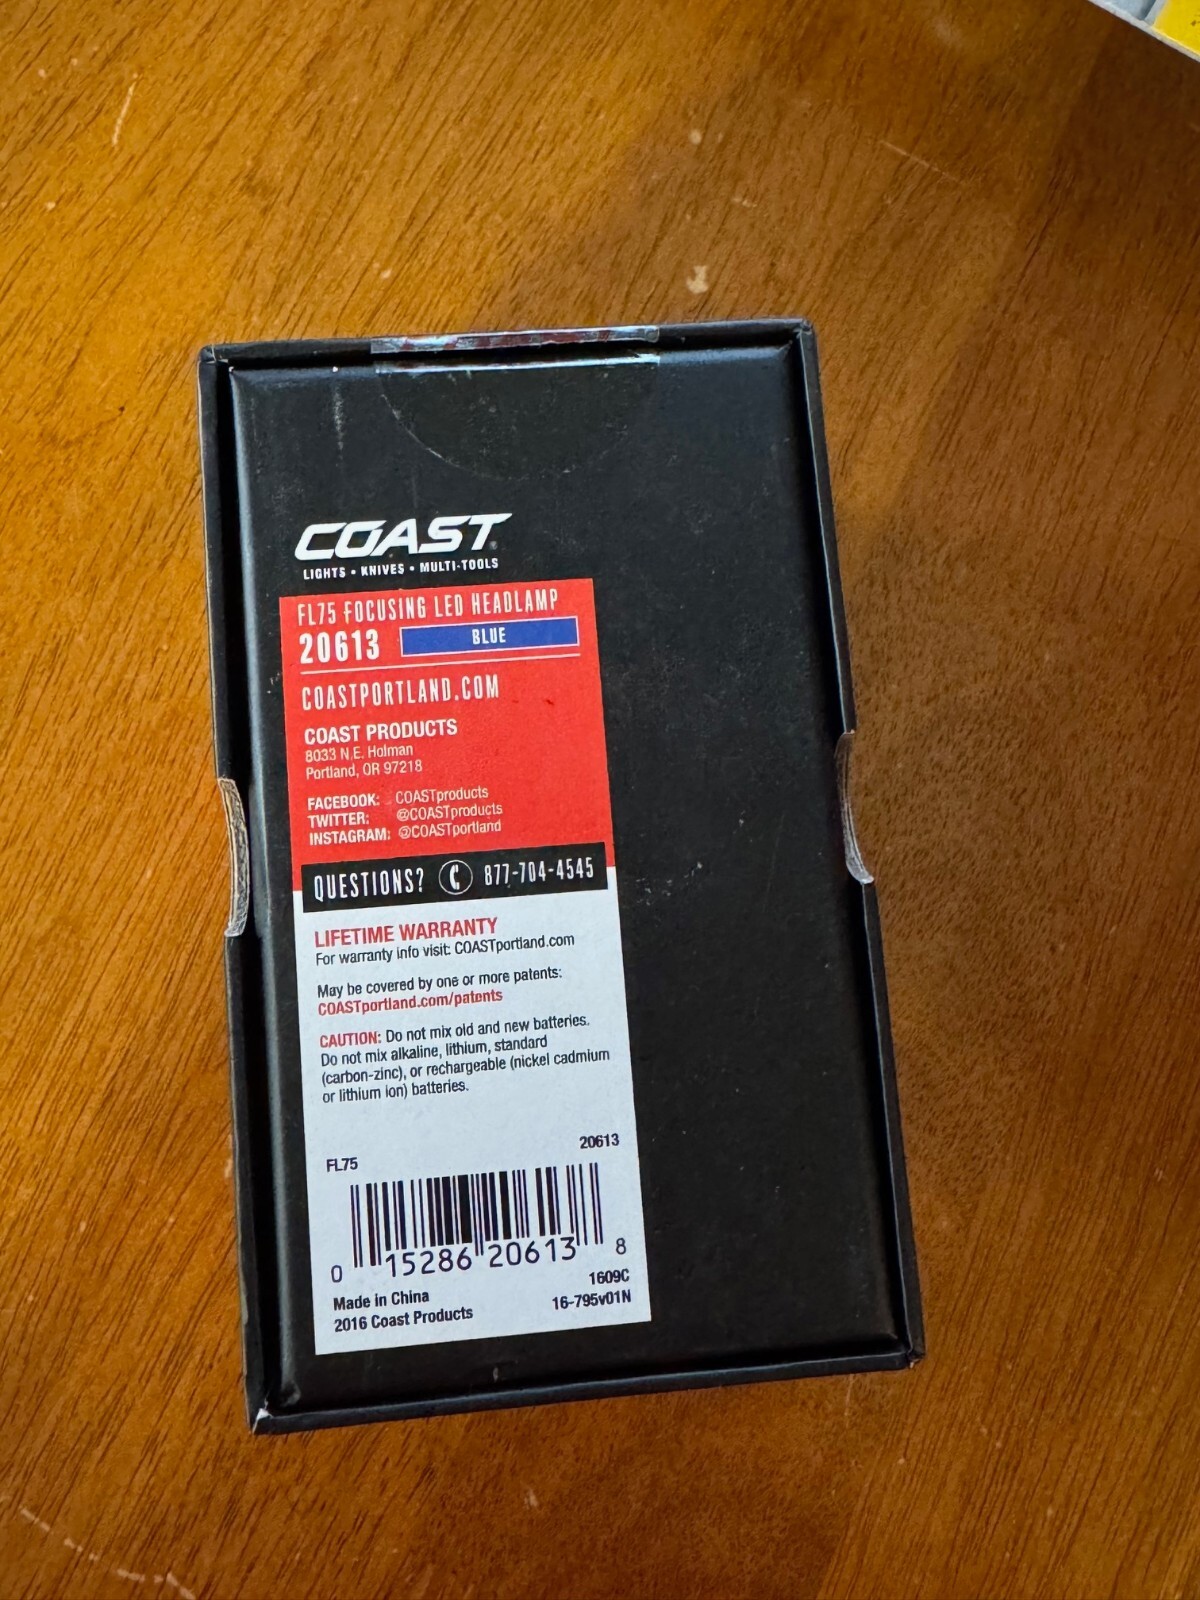 COAST®
LIGHTS • KNIVES • MULTI-TOOLS
FL75 FOCUSING LED HEADLAMP
20613 BLUE
COASTPORTLAND.COM
COAST PRODUCTS
8033 N.E. Holman
Portland, OR 97218
FACEBOOK: COASTproducts
TWITTER: @COASTproducts
INSTAGRAM: @COASTportland
QUESTIONS? 877-704-4545
LIFETIME WARRANTY
For warranty info visit: COASTportland.com
May be covered by one or more patents:
COASTportland.com/patents
CAUTION: Do not mix old and new batteries.
Do not mix alkaline, lithium, standard
(carbon-zinc), or rechargeable (nickel cadmium
or lithium ion) batteries.
FL75 20613
0 15286 20613 8
Made in China 1609C
2016 Coast Products 16-795v01N